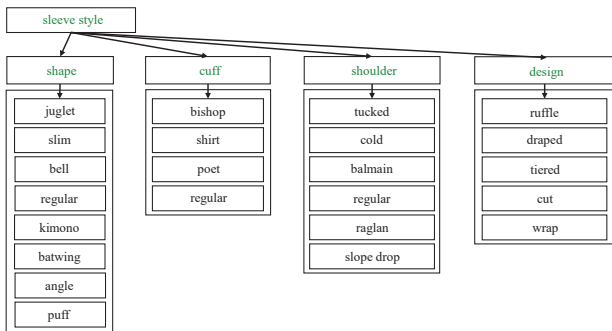 sleeve style
shape
cuff
shoulder
design
juglet
slim
bell
regular
kimono
batwing
angle
puff
bishop
shirt
poet
regular
tucked
cold
balmain
regular
raglan
slope drop
ruffle
draped
tiered
cut
wrap